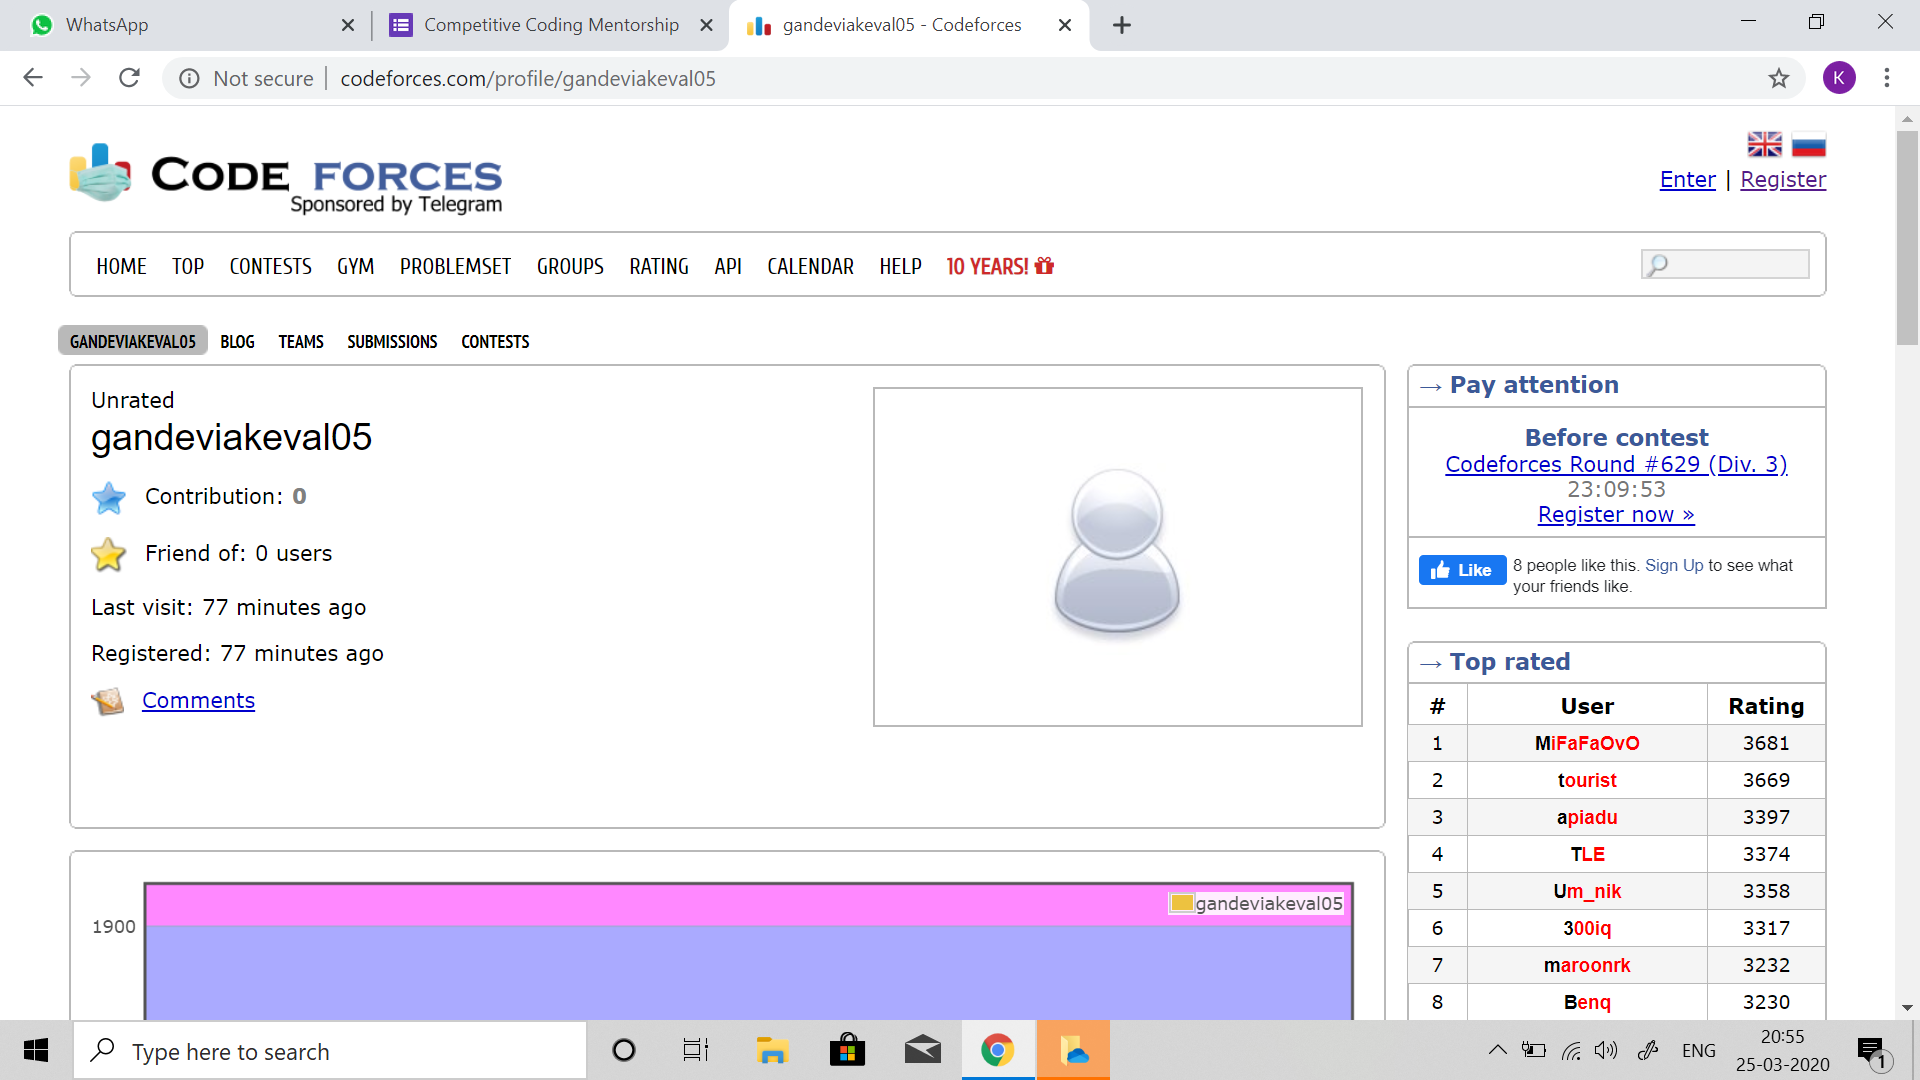 WhatsApp
Competitive Coding Mentorship
gandeviakeval05 - Codeforces
Not secure
codeforces.com/profile/gandeviakeval05
K
CODE FORCES
Sponsored by Telegram
Enter | Register
HOME TOP CONTESTS GYM PROBLEMSET GROUPS RATING API CALENDAR HELP 10 YEARS!
GANDEVIAKEVAL05 BLOG TEAMS SUBMISSIONS CONTESTS
Unrated
gandeviakeval05
Contribution: 0
Friend of: 0 users
Last visit: 77 minutes ago
Registered: 77 minutes ago
Comments
1900
gandeviakeval05
→ Pay attention
Before contest
Codeforces Round #629 (Div. 3)
23:09:53
Register now »
Like
8 people like this. Sign Up to see what
your friends like.
→ Top rated
# User Rating
1 MiFaFaOvO 3681
2 tourist 3669
3 apiadu 3397
4 TLE 3374
5 Um_nik 3358
6 300iq 3317
7 maroonrk 3232
8 Benq 3230
Type here to search
ENG
20:55
25-03-2020
1